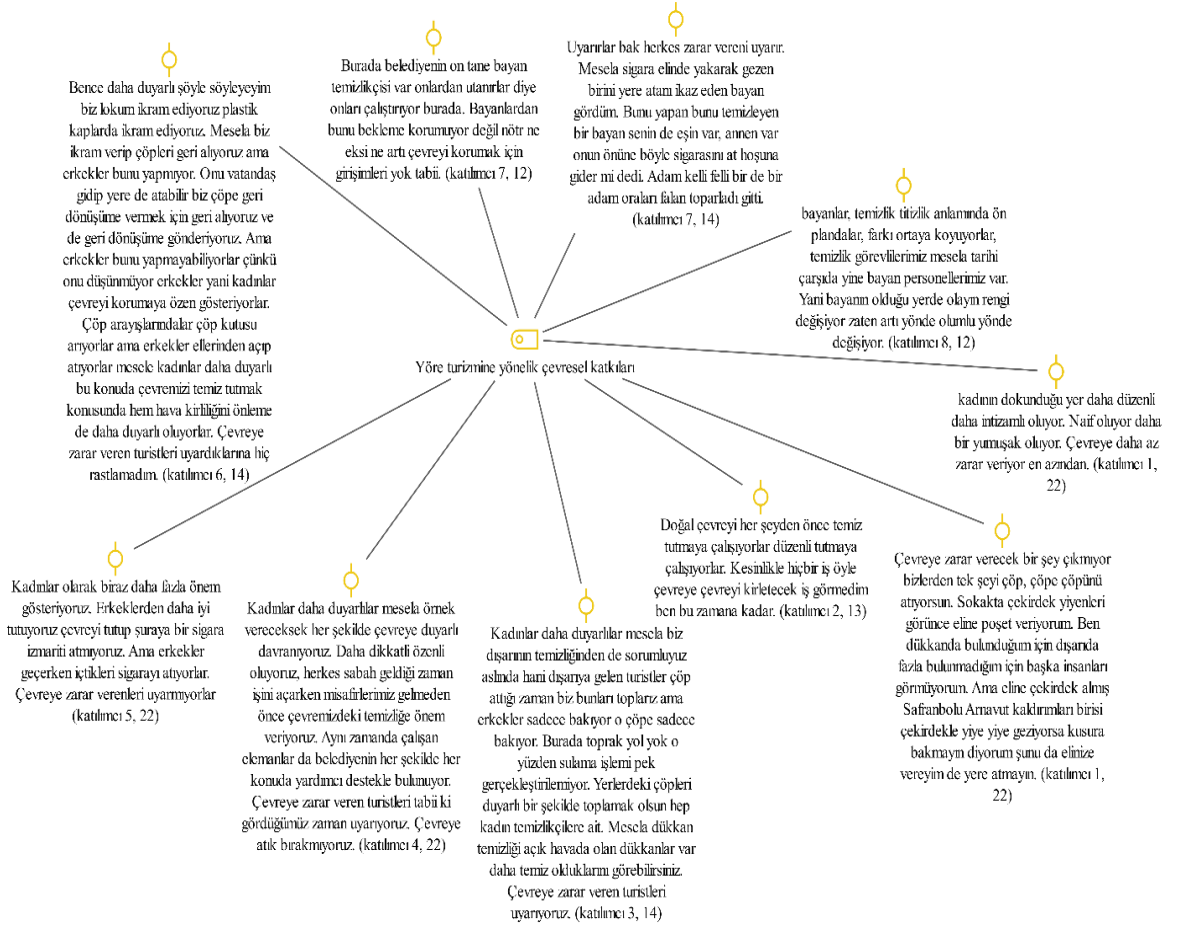 Bence daha duyarlı şöyle söyleyeyim
biz lokum ikram ediyoruz plastik
kaplarda ikram ediyoruz. Mesela biz
ikram verip çöpleri geri alıyoruz ama
erkekler bunu yapmıyor. Onu vatandaş
gidip yere de atabilir biz çöpe geri
dönüşüme vermek için geri alıyoruz ve
de geri dönüşüme gönderiyoruz. Ama
erkekler bunu yapmayabiliyorlar çünkü
onu düşünmüyor erkekler yani kadınlar
çevreyi korumaya özen gösteriyorlar.
Çöp arayışlarındalar çöp kutusu
arıyorlar ama erkekler ellerinden açıp
atıyorlar mesele kadınlar daha duyarlı
bu konuda çevremizi temiz tutmak
konusunda hem hava kirliliğini önleme
de daha duyarlı oluyorlar. Çevreye
zarar veren turistleri uyardıklarına hiç
rastlamadım. (katılımcı 6, 14)
Burada belediyenin on tane bayan
temizlikçisi var onlardan utanırlar diye
onları çalıştırıyor burada. Bayanlardan
bunu bekleme korumuyor değil nötr ne
eksi ne artı çevreyi korumak için
girişimleri yok tabii. (katılımcı 7, 12)
Uyarırlar bak herkes zarar vereni uyarır.
Mesela sigara elinde yakarak gezen
birini yere atanı ikaz eden bayan
gördüm. Bunu yapan bunu temizleyen
bir bayan senin de eşin var, annen var
onun önüne böyle sigarasını at hoşuna
gider mi dedi. Adam kelli felli bir de bir
adam oraları falan toparladı gitti.
(katılımcı 7, 14)
bayanlar, temizlik titizlik anlamında ön
plandalar, farkı ortaya koyuyorlar,
temizlik görevlilerimiz mesela tarihi
çarşıda yine bayan personellerimiz var.
Yani bayanın olduğu yerde olayın rengi
değişiyor zaten artı yönde olumlu yönde
değişiyor. (katılımcı 8, 12)
Yöre turizmine yönelik çevresel katkıları
kadının dokunduğu yer daha düzenli
daha intizamlı oluyor. Naif oluyor daha
bir yumuşak oluyor. Çevreye daha az
zarar veriyor en azından. (katılımcı 1,
22)
Kadınlar olarak biraz daha fazla önem
gösteriyoruz. Erkeklerden daha iyi
tutuyoruz çevreyi tutup şuraya bir sigara
izmariti atmıyoruz. Ama erkekler
geçerken içtikleri sigarayı atıyorlar.
Çevreye zarar verenleri uyarmıyorlar
(katılımcı 5, 22)
Kadınlar daha duyarlılar mesela örnek
vereceksek her şekilde çevreye duyarlı
davranıyoruz. Daha dikkatli özenli
oluyoruz, herkes sabah geldiği zaman
işini açarken misafirlerimiz gelmeden
önce çevremizdeki temizliğe önem
veriyoruz. Aynı zamanda çalışan
elemanlar da belediyenin her şekilde her
konuda yardımcı destekle bulunuyor.
Çevreye zarar veren turistleri tabii ki
gördüğümüz zaman uyarıyoruz. Çevreye
atık bırakmıyoruz. (katılımcı 4, 22)
Kadınlar daha duyarlılar mesela biz
dışarının temizliğinden de sorumluyuz
aslında hani dışarıya gelen turistler çöp
attığı zaman biz bunları toplarız ama
erkekler sadece bakıyor o çöpe sadece
bakıyor. Burada toprak yol yok o
yüzden sulama işlemi pek
gerçekleştirilemiyor. Yerlerdeki çöpleri
duyarlı bir şekilde toplamak olsun hep
kadın temizlikçilere ait. Mesela dükkan
temizliği açık havada olan dükkanlar var
daha temiz olduklarını görebilirsiniz.
Çevreye zarar veren turistleri
uyarıyoruz. (katılımcı 3, 14)
Doğal çevreyi her şeyden önce temiz
tutmaya çalışıyorlar düzenli tutmaya
çalışıyorlar. Kesinlikle hiçbir iş öyle
çevreye çevreyi kirletecek iş görmedim
ben bu zamana kadar. (katılımcı 2, 13)
Çevreye zarar verecek bir şey çıkmıyor
bizlerden tek şeyi çöp, çöpe çöpünü
atıyorsun. Sokakta çekirdek yiyenleri
görünce eline poşet veriyorum. Ben
dükkanda bulunduğum için dışarıda
fazla bulunmadığım için başka insanları
görmüyorum. Ama eline çekirdek almış
Safranbolu Arnavut kaldırımları birisi
çekirdekle yiye yiye geziyorsa kusura
bakmayın diyorum şunu da elinize
vereyim de yere atmayın. (katılımcı 1,
22)